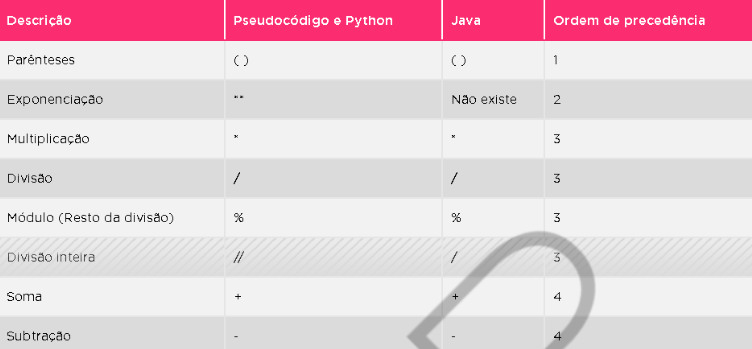 Descrição Pseudocódigo e Python Java Ordem de precedência
Parênteses ( ) ( ) 1
Exponenciação ** Não existe 2
Multiplicação * * 3
Divisão / / 3
Módulo (Resto da divisão) % % 3
Divisão inteira // / 3
Soma + + 4
Subtração - - 4